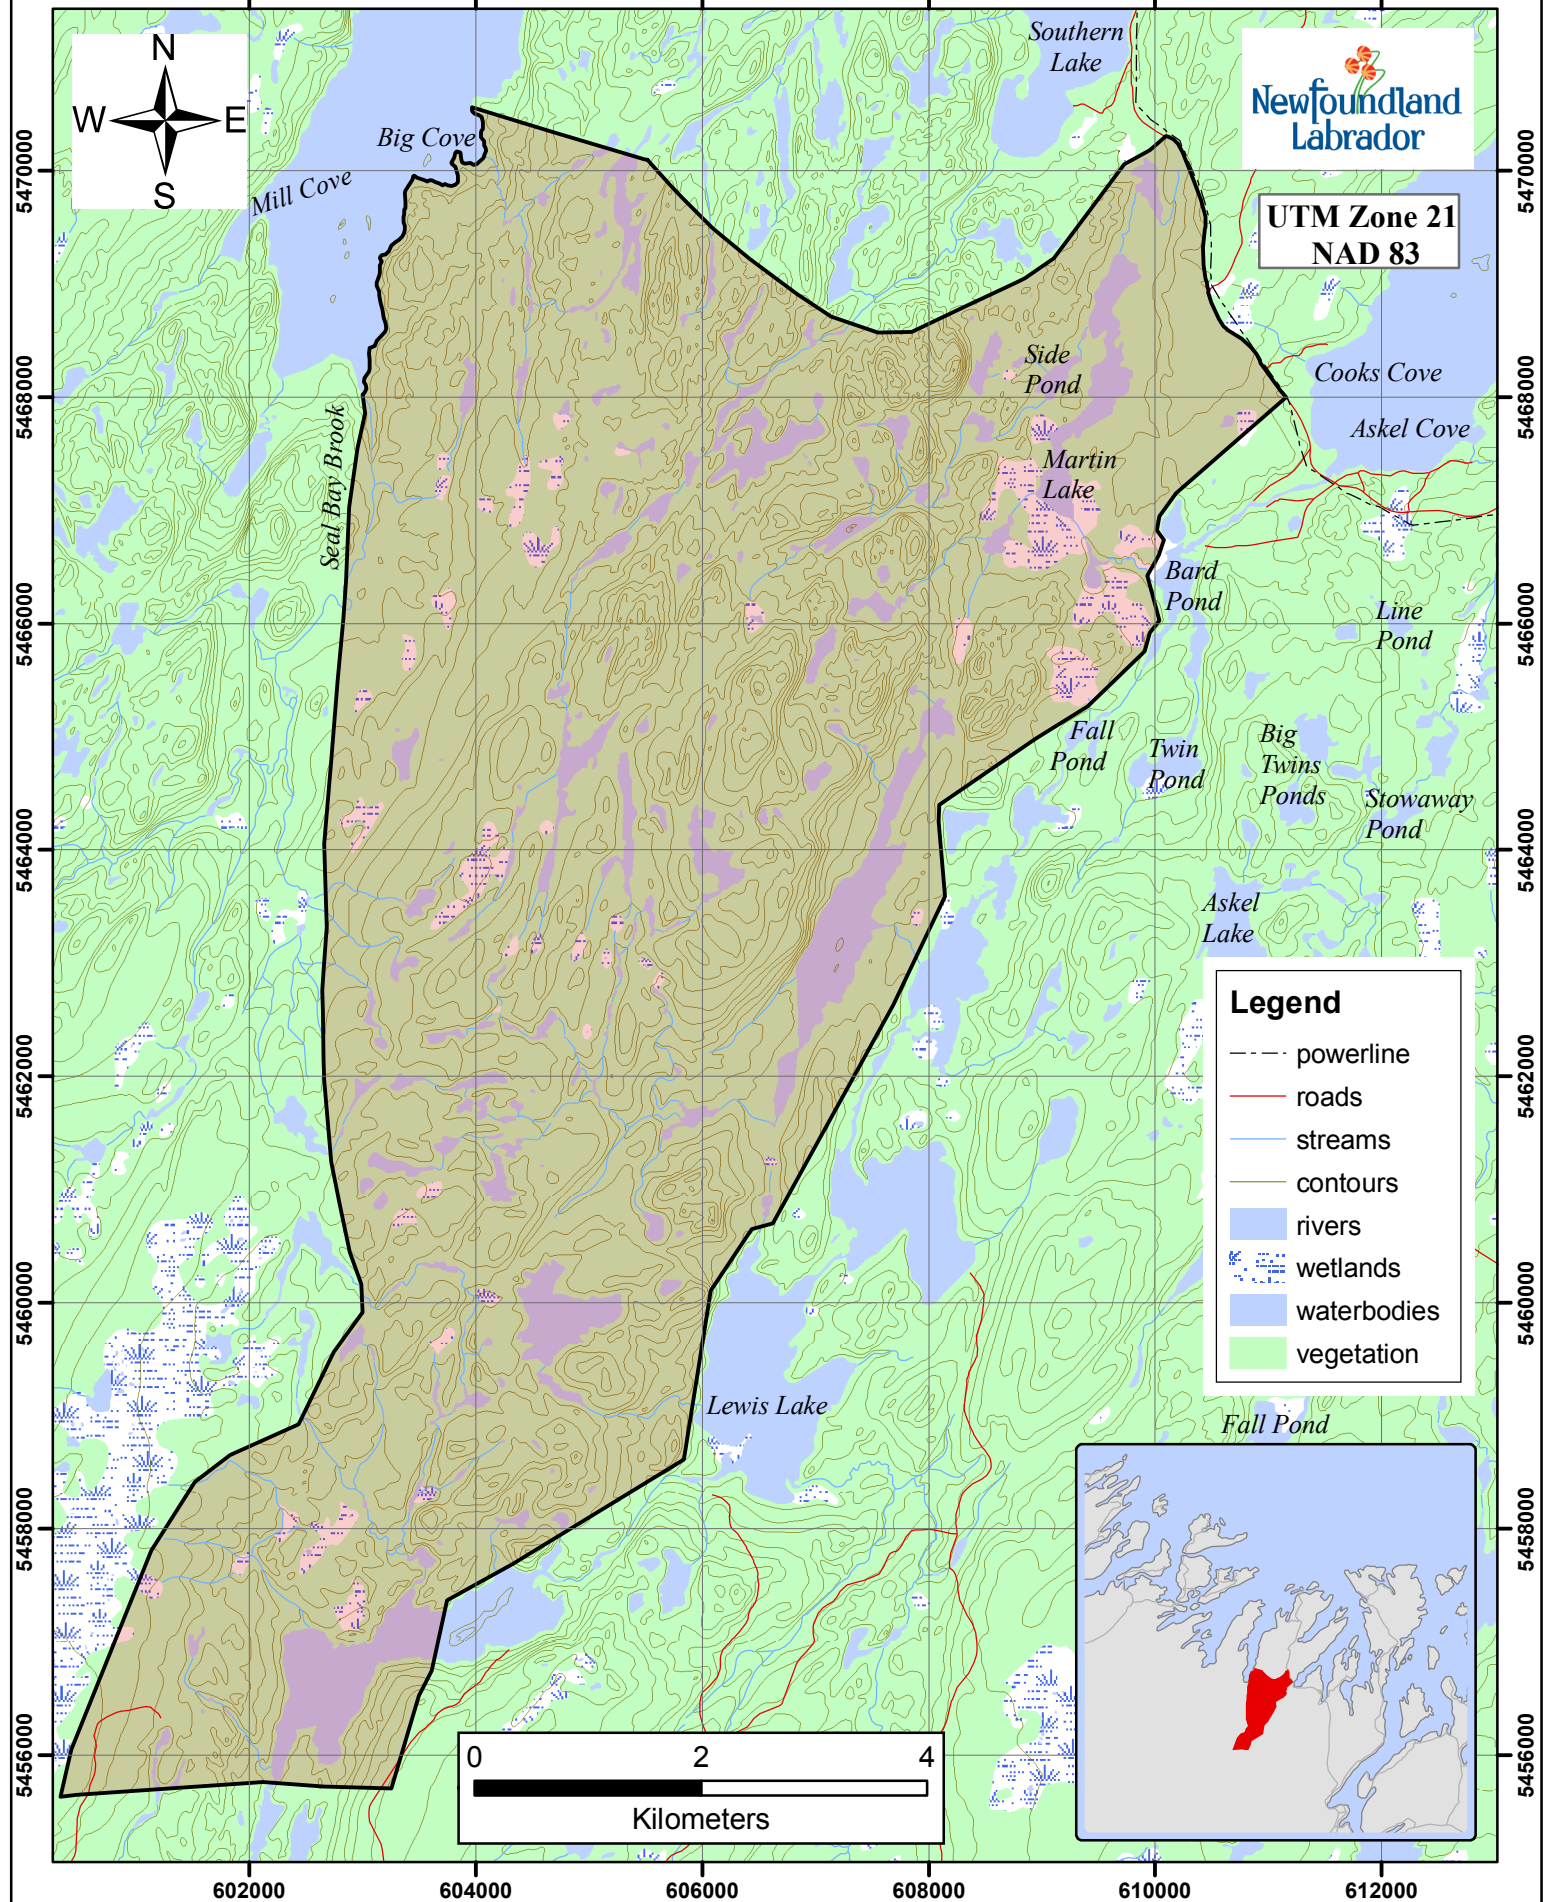 N
W E
S
Southern
Lake
Newfoundland
Labrador
UTM Zone 21
NAD 83
Big Cove
Mill Cove
Seal Bay Brook
Side
Pond
Cooks Cove
Askel Cove
Martin
Lake
Bard
Pond
Line
Pond
Fall
Pond
Twin
Pond
Big
Twins
Ponds
Stowaway
Pond
Askel
Lake
Lewis Lake
Fall Pond
Legend
powerline
roads
streams
contours
rivers
wetlands
waterbodies
vegetation
0 2 4
Kilometers
5470000
5468000
5466000
5464000
5462000
5460000
5458000
5456000
5470000
5468000
5466000
5464000
5462000
5460000
5458000
5456000
602000 604000 606000 608000 610000 612000